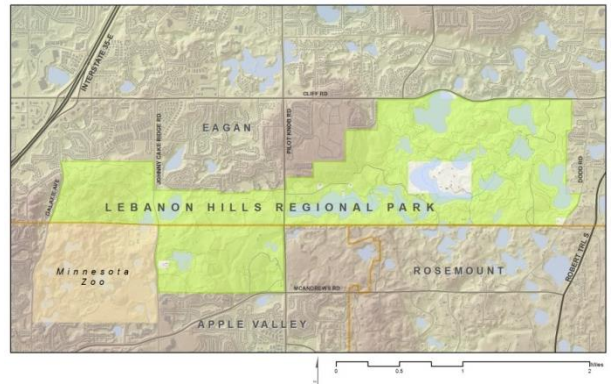 INTERSTATE 35-E
CLIFF RD
EAGAN
JOHNNY CAKE RIDGE RD
PILOT KNOB RD
DODD RD
GALAXIE AVE
LEBANON HILLS REGIONAL PARK
Minnesota
Zoo
ROSEMOUNT
ROBERT TRL S
MCANDREWS RD
APPLE VALLEY
Miles
0
0.5
1
2